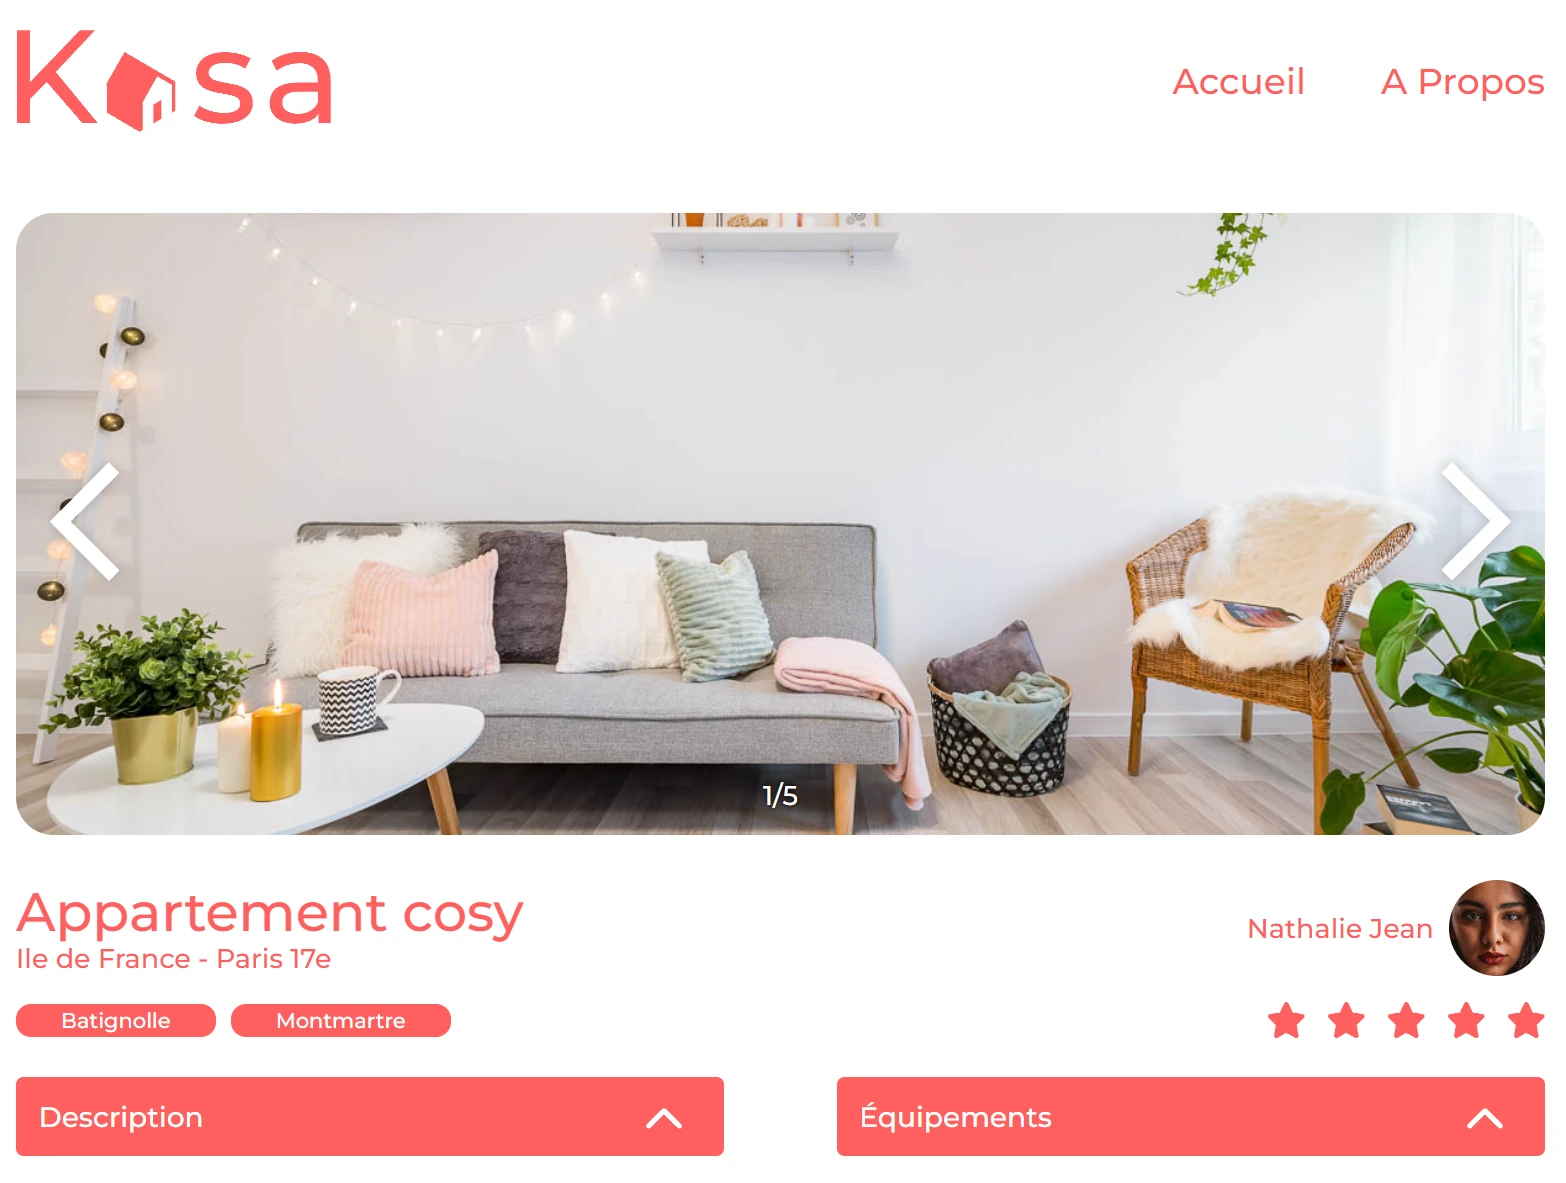 Kasa
Accueil
A Propos
1/5
Appartement cosy
Ile de France - Paris 17e
Nathalie Jean
Batignolle
Montmartre
Description
Équipements